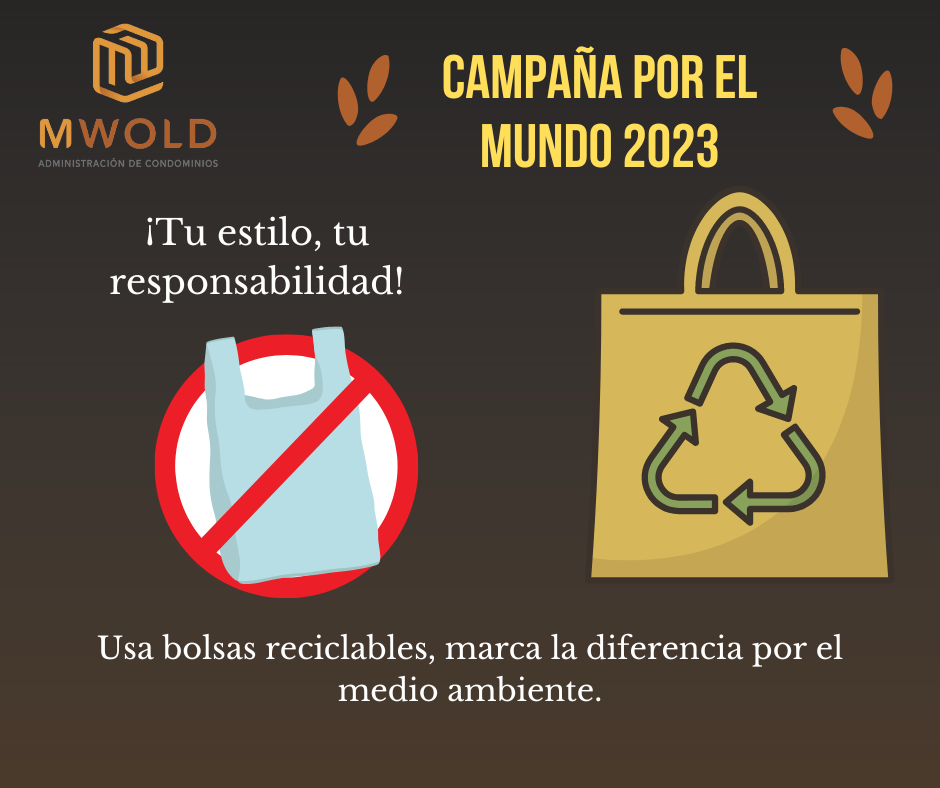 MWOLD
ADMINISTRACIÓN DE CONDOMINIOS
CAMPAÑA POR EL
MUNDO 2023
¡Tu estilo, tu
responsabilidad!
Usa bolsas reciclables, marca la diferencia por el
medio ambiente.